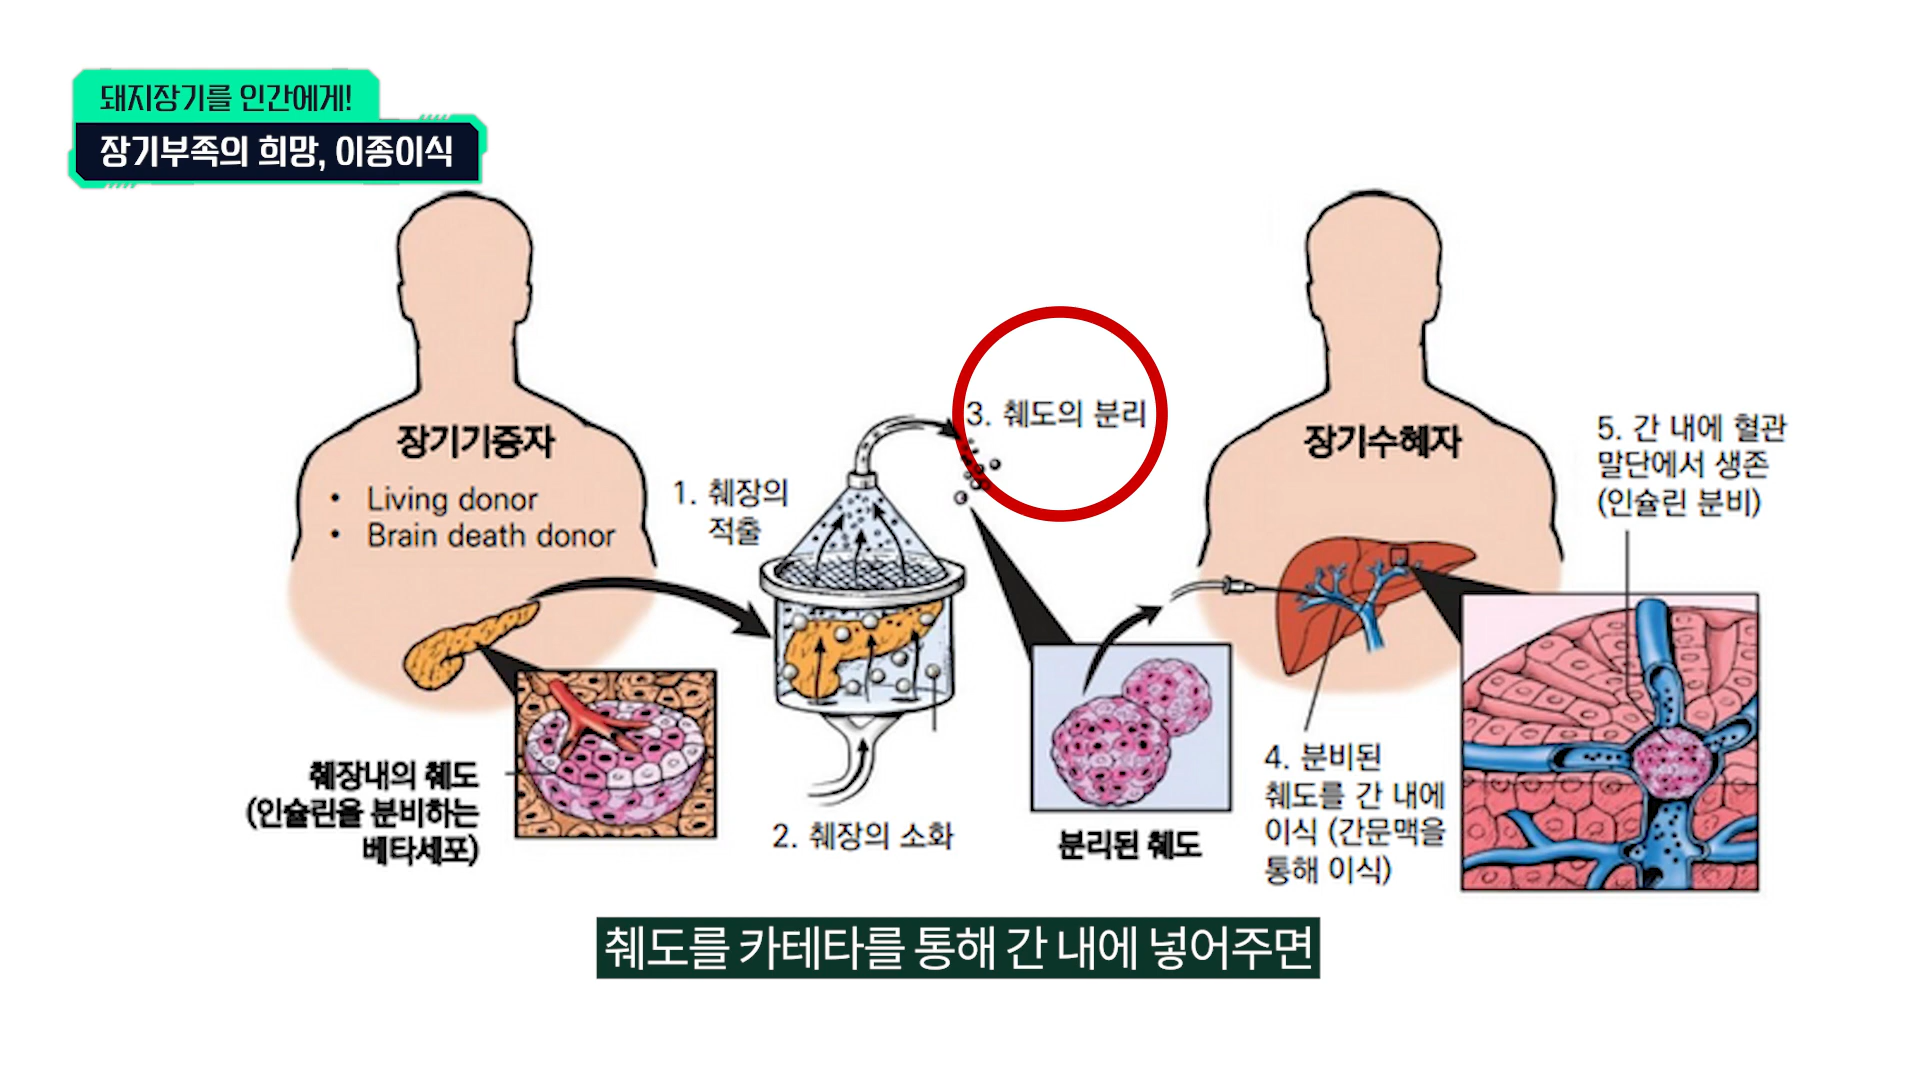 돼지장기를 인간에게!
장기부족의 희망, 이종이식
장기기증자
• Living donor
• Brain death donor
1. 췌장의
적출
3. 췌도의 분리
장기수혜자
5. 간 내에 혈관
말단에서 생존
(인슐린 분비)
췌장내의 췌도
(인슐린을 분비하는
베타세포)
2. 췌장의 소화
분리된 췌도
4. 분비된
췌도를 간 내에
이식 (간문맥을
통해 이식)
췌도를 카테타를 통해 간 내에 넣어주면